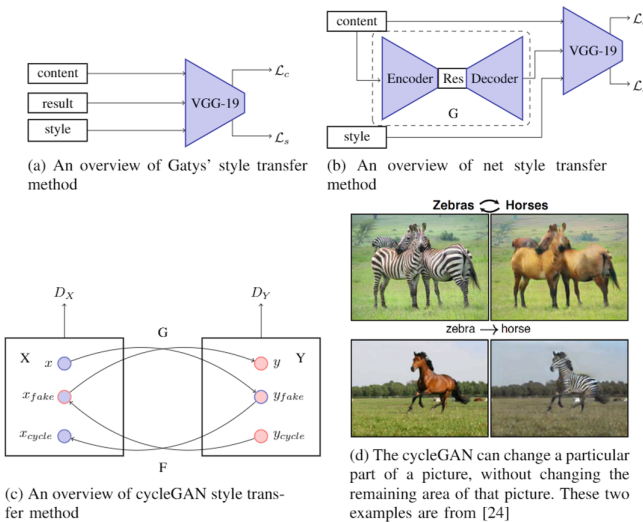 content
result
style
VGG-19
ℒc
ℒs
(a) An overview of Gatys' style transfer
method
content
Encoder
Res
Decoder
G
VGG-19
style
(b) An overview of net style transfer
method
DX
DY
G
X
x
y
Y
xfake
yfake
xcycle
ycycle
F
(c) An overview of cycleGAN style trans-
fer method
Zebras Horses
zebra → horse
(d) The cycleGAN can change a particular
part of a picture, without changing the
remaining area of that picture. These two
examples are from [24]